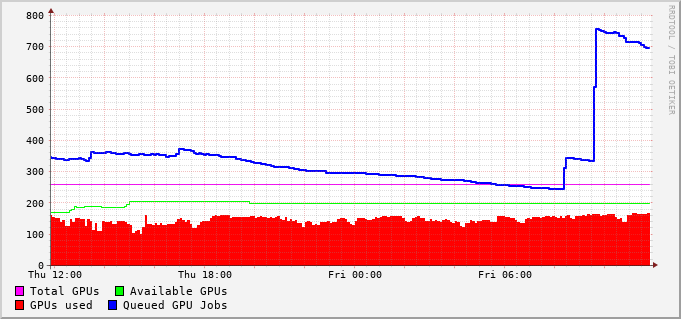 800
700
600
500
400
300
200
100
0
Thu 12:00 Thu 18:00 Fri 00:00 Fri 06:00
Total GPUs Available GPUs
GPUs used Queued GPU Jobs
RRDTOOL / TOBI OETIKER